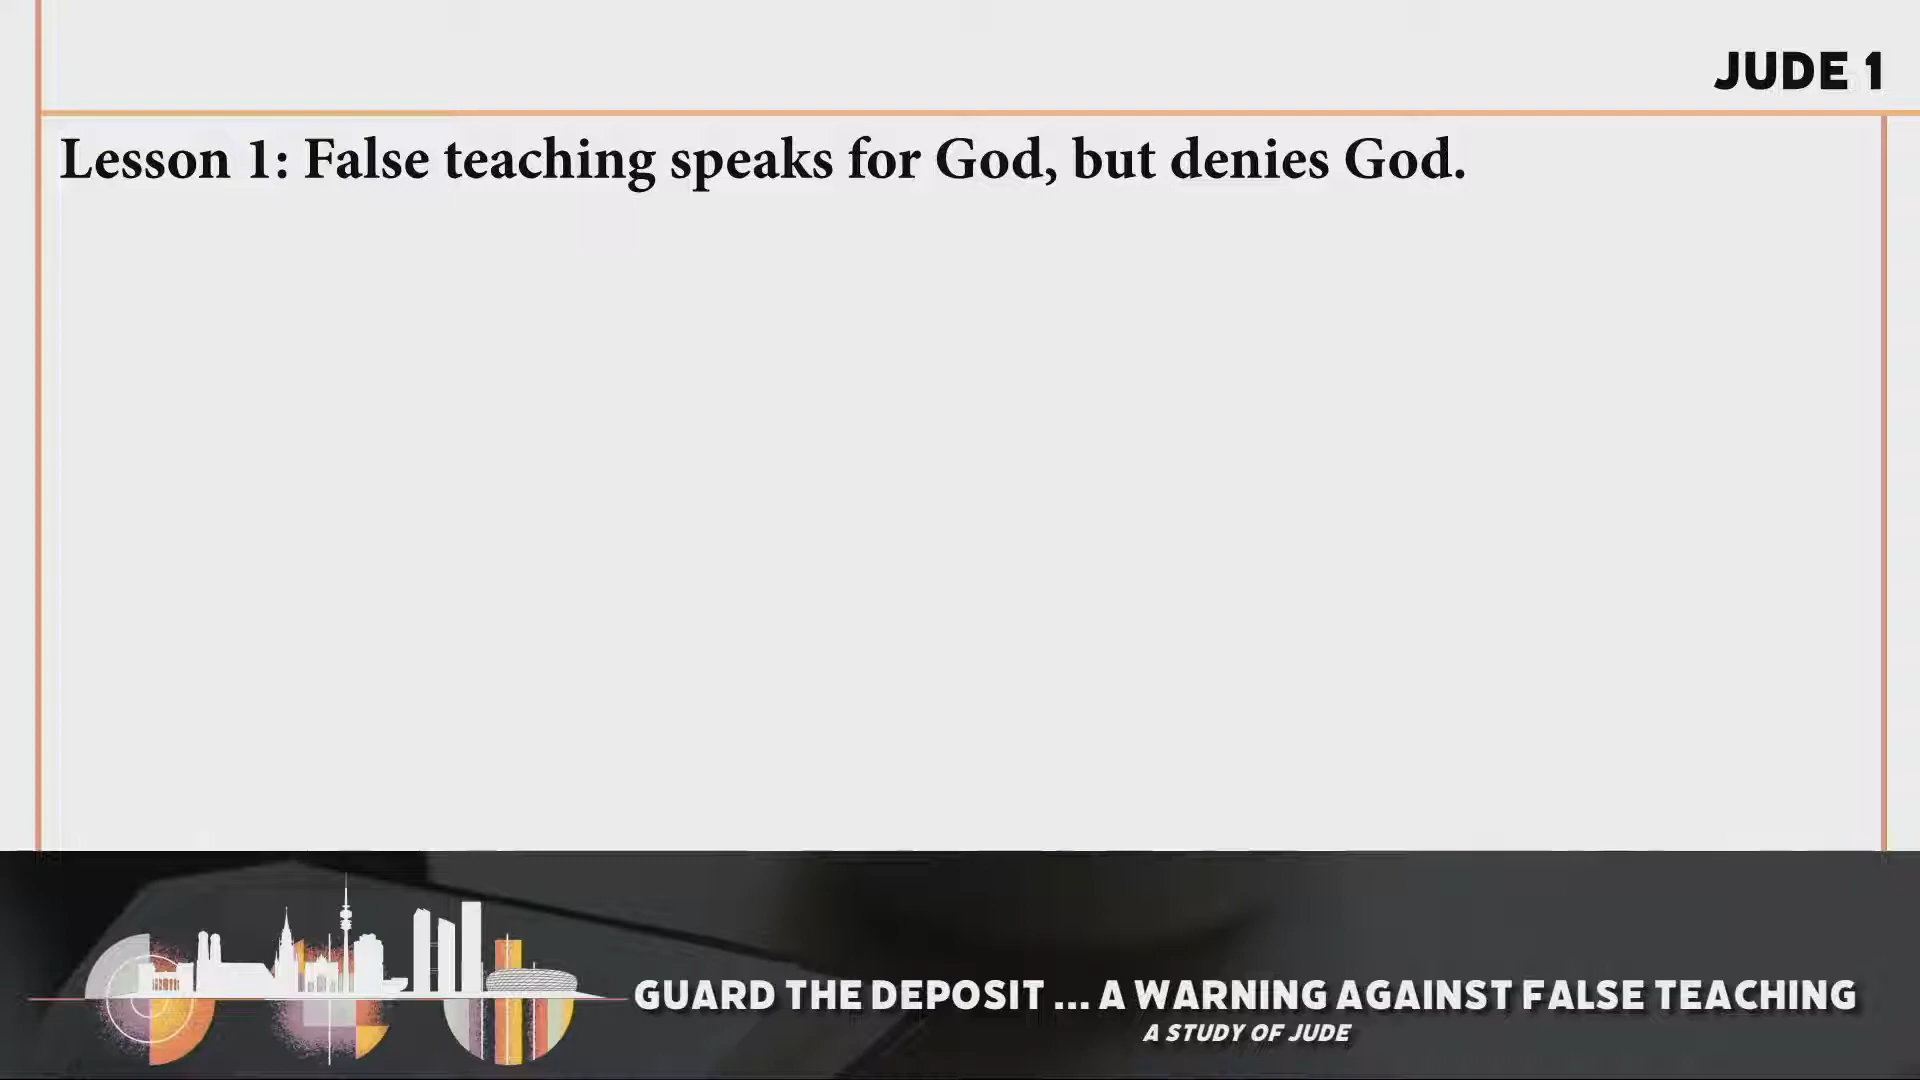 JUDE 1
Lesson 1: False teaching speaks for God, but denies God.
GUARD THE DEPOSIT ... A WARNING AGAINST FALSE TEACHING
A STUDY OF JUDE